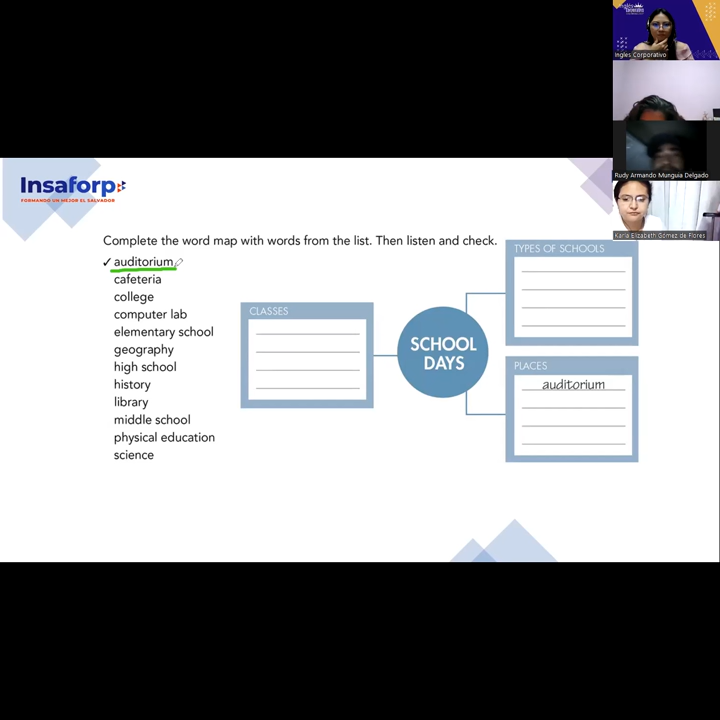 Insaforp
FORMANDO UN MEJOR EL SALVADOR
Complete the word map with words from the list. Then listen and check.
✓ auditorium
cafeteria
college
computer lab
elementary school
geography
high school
history
library
middle school
physical education
science
CLASSES
SCHOOL
DAYS
TYPES OF SCHOOLS
PLACES
auditorium
Ingles Corporativo
Rudy Armando Munguia Delgado
Karla Elizabeth Gomez de Flores